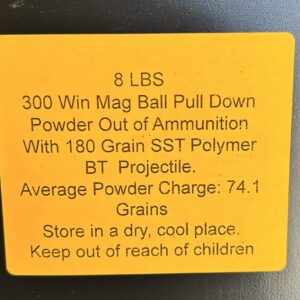 8 LBS
300 Win Mag Ball Pull Down
Powder Out of Ammunition
With 180 Grain SST Polymer
BT Projectile.
Average Powder Charge: 74.1
Grains
Store in a dry, cool place.
Keep out of reach of children